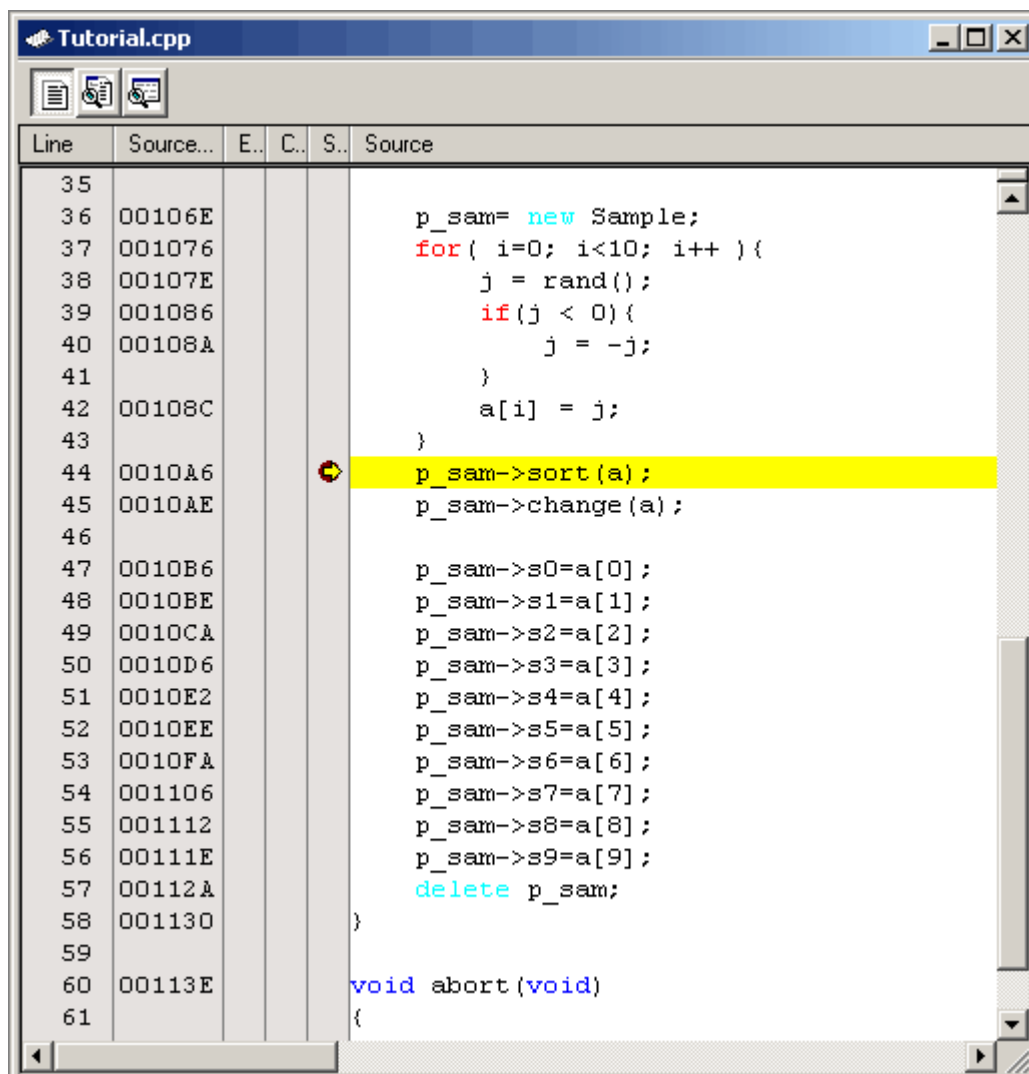 Tutorial.cpp
Line Source... E.. C.. S.. Source
35
36 00106E p_sam= new Sample;
37 001076 for( i=0; i<10; i++ ){
38 00107E j = rand();
39 001086 if(j < 0){
40 00108A j = -j;
41 }
42 00108C a[i] = j;
43 }
44 0010A6 p_sam->sort(a);
45 0010AE p_sam->change(a);
46
47 0010B6 p_sam->s0=a[0];
48 0010BE p_sam->s1=a[1];
49 0010CA p_sam->s2=a[2];
50 0010D6 p_sam->s3=a[3];
51 0010E2 p_sam->s4=a[4];
52 0010EE p_sam->s5=a[5];
53 0010FA p_sam->s6=a[6];
54 001106 p_sam->s7=a[7];
55 001112 p_sam->s8=a[8];
56 00111E p_sam->s9=a[9];
57 00112A delete p_sam;
58 001130 }
59
60 00113E void abort(void)
61 {